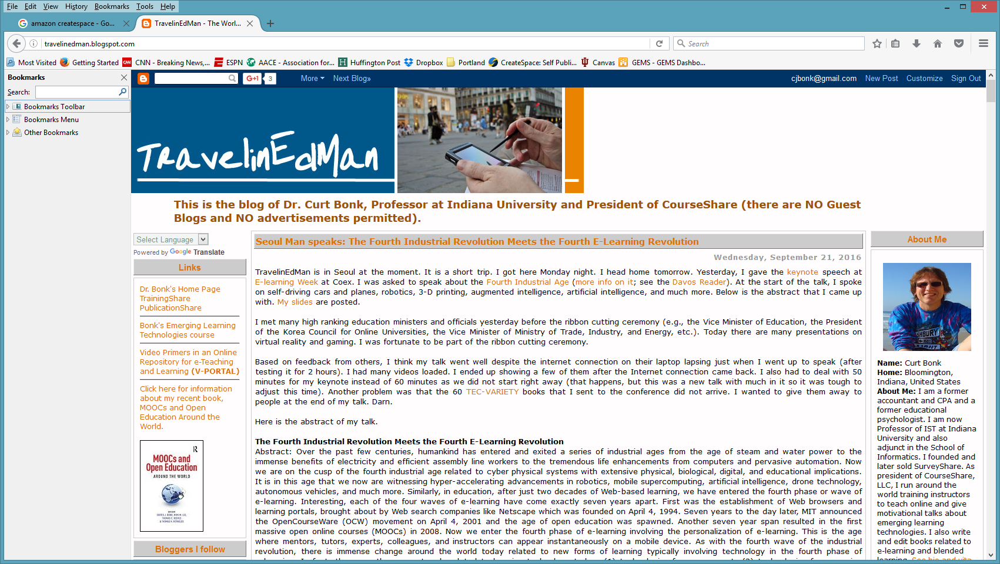 File Edit View History Bookmarks Tools Help
amazon createspace - Go...
TravelinEdMan - The Worl...
travelinedman.blogspot.com
Search
Most Visited Getting Started CNN - Breaking News,... ESPN AACE - Association for... Huffington Post Dropbox Portland CreateSpace: Self Publi... Canvas GEMS - GEMS Dashbo...
Bookmarks
Search:
Bookmarks Toolbar
Bookmarks Menu
Other Bookmarks
G+1 3 More Next Blog» cjbonk@gmail.com New Post Customize Sign Out
TravelinEdMan
This is the blog of Dr. Curt Bonk, Professor at Indiana University and President of CourseShare (there are NO Guest
Blogs and NO advertisements permitted).
Select Language
Powered by Google Translate
Links
Dr. Bonk's Home Page
TrainingShare
PublicationShare
Bonk's Emerging Learning
Technologies course
Video Primers in an Online
Repository for e-Teaching
and Learning (V-PORTAL)
Click here for information
about my recent book,
MOOCs and Open
Education Around the
World.
R
MOOCs and
Open Education
AROUND THE WORLD
Bloggers I follow
Seoul Man speaks: The Fourth Industrial Revolution Meets the Fourth E-Learning Revolution
Wednesday, September 21, 2016
TravelinEdMan is in Seoul at the moment. It is a short trip. I got here Monday night. I head home tomorrow. Yesterday, I gave the keynote speech at
E-learning Week at Coex. I was asked to speak about the Fourth Industrial Age (more info on it; see the Davos Reader). At the start of the talk, I spoke
on self-driving cars and planes, robotics, 3-D printing, augmented intelligence, artificial intelligence, and much more. Below is the abstract that I came up
with. My slides are posted.
I met many high ranking education ministers and officials yesterday before the ribbon cutting ceremony (e.g., the Vice Minister of Education, the President
of the Korea Council for Online Universities, the Vice Minister of Ministry of Trade, Industry, and Energy, etc.). Today there are many presentations on
virtual reality and gaming. I was fortunate to be part of the ribbon cutting ceremony.
Based on feedback from others, I think my talk went well despite the internet connection on their laptop lapsing just when I went up to speak (after
testing it for 2 hours). I had many videos loaded. I ended up showing a few of them after the Internet connection came back. I also had to deal with 50
minutes for my keynote instead of 60 minutes as we did not start right away (that happens, but this was a new talk with much in it so it was tough to
adjust this time). Another problem was that the 60 TEC-VARIETY books that I sent to the conference did not arrive. I wanted to give them away to
people at the end of my talk. Darn.
Here is the abstract of my talk.
The Fourth Industrial Revolution Meets the Fourth E-Learning Revolution
Abstract: Over the past few centuries, humankind has entered and exited a series of industrial ages from the age of steam and water power to the
immense benefits of electricity and efficient assembly line workers to the tremendous life enhancements from computers and pervasive automation. Now
we are on the cusp of the fourth industrial age related to cyber physical systems with extensive physical, biological, digital, and educational implications.
It is in this age that we now are witnessing hyper-accelerating advancements in robotics, mobile supercomputing, artificial intelligence, drone technology,
autonomous vehicles, and much more. Similarly, in education, after just two decades of Web-based learning, we have entered the fourth phase or wave of
e-learning. Interesting, each of the four waves of e-learning have come exactly seven years apart. First was the establishment of Web browsers and
learning portals, brought about by Web search companies like Netscape which was founded on April 4, 1994. Seven years to the day later, MIT announced
the OpenCourseWare (OCW) movement on April 4, 2001 and the age of open education was spawned. Another seven year span resulted in the first
massive open online courses (MOOCs) in 2008. Now we enter the fourth phase of e-learning involving the personalization of e-learning. This is the age
where mentors, tutors, experts, colleagues, and instructors can appear instantaneously on a mobile device. As with the fourth wave of the industrial
revolution, there is immense change around the world today related to new forms of learning typically involving technology in the fourth phase of
About Me
Name: Curt Bonk
Home: Bloomington,
Indiana, United States
About Me: I am a former
accountant and CPA and a
former educational
psychologist. I am now
Professor of IST at Indiana
University and also
adjunct in the School of
Informatics. I founded and
later sold SurveyShare. As
president of CourseShare,
LLC, I run around the
world training instructors
to teach online and give
motivational talks about
emerging learning
technologies. I also write
and edit books related to
e-learning and blended
learning. See bio and vita